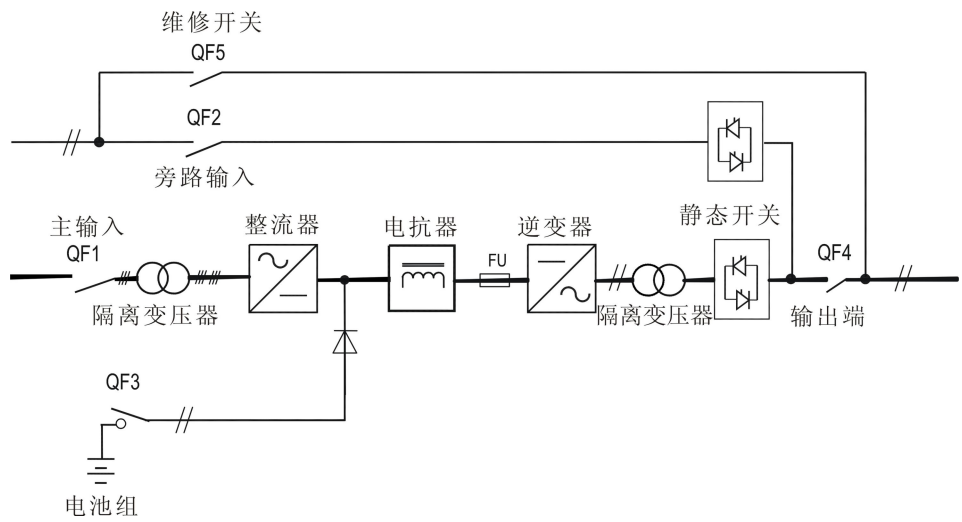 维修开关
QF5
QF2
旁路输入
主输入
QF1
整流器
电抗器
逆变器
静态开关
FU
QF4
隔离变压器
隔离变压器
输出端
QF3
电池组